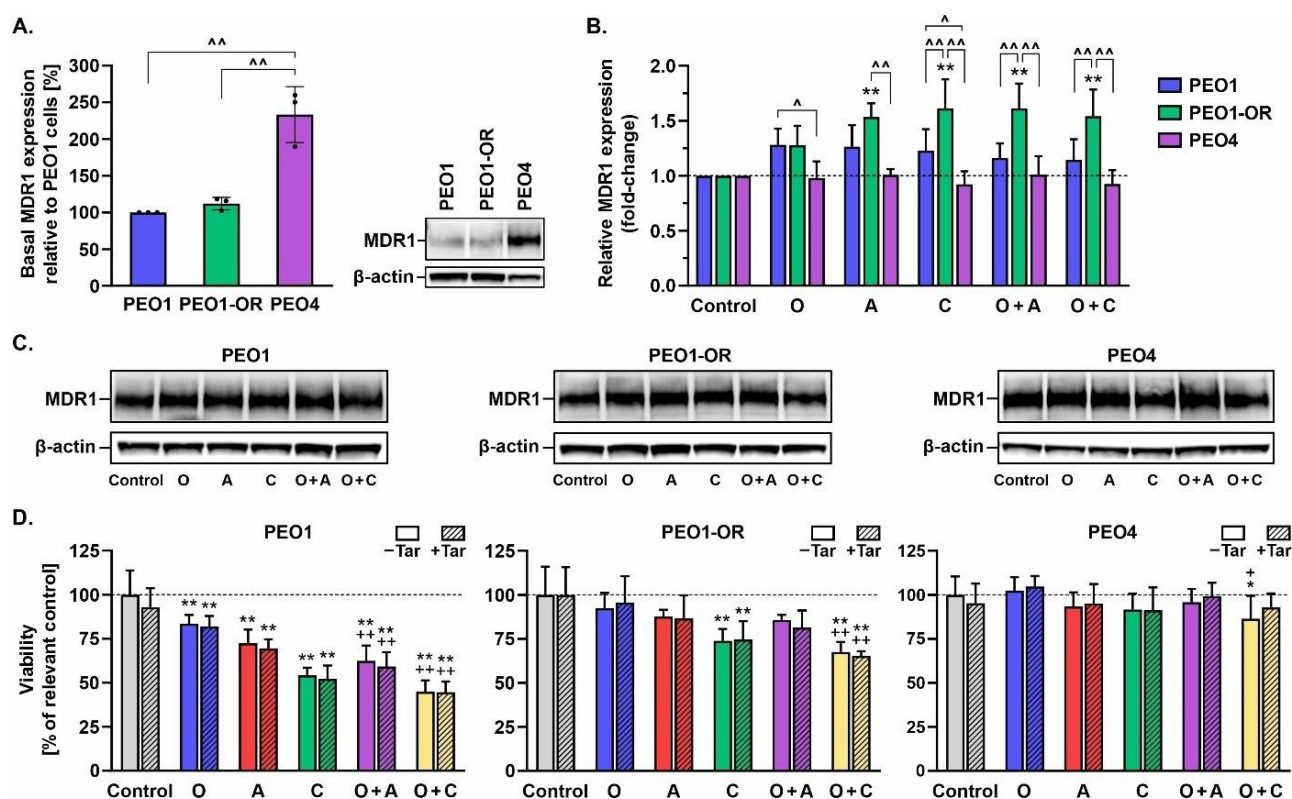 A.
Basal MDR1 expression
relative to PEO1 cells [%]
300
250
200
150
100
50
0
^^
^^
PEO1 PEO1-OR PEO4
PEO1
PEO1-OR
PEO4
MDR1
β-actin
B.
Relative MDR1 expression
(fold-change)
2.0
1.5
1.0
0.5
0.0
^
^^
**
^
^^ ^^
**
^^ ^^
**
^^ ^^
**
PEO1
PEO1-OR
PEO4
Control O A C O + A O + C
C.
PEO1
MDR1
β-actin
Control O A C O+A O+C
PEO1-OR
MDR1
β-actin
Control O A C O+A O+C
PEO4
MDR1
β-actin
Control O A C O+A O+C
D.
Viability
[% of relevant control]
PEO1
−Tar +Tar
125
100
75
50
25
0
** **
** **
** **
** **
++ ++
** **
++ ++
Control O A C O + A O + C
PEO1-OR
−Tar +Tar
125
100
75
50
25
0
** **
** **
++ ++
Control O A C O + A O + C
PEO4
−Tar +Tar
125
100
75
50
25
0
+
*
Control O A C O + A O + C